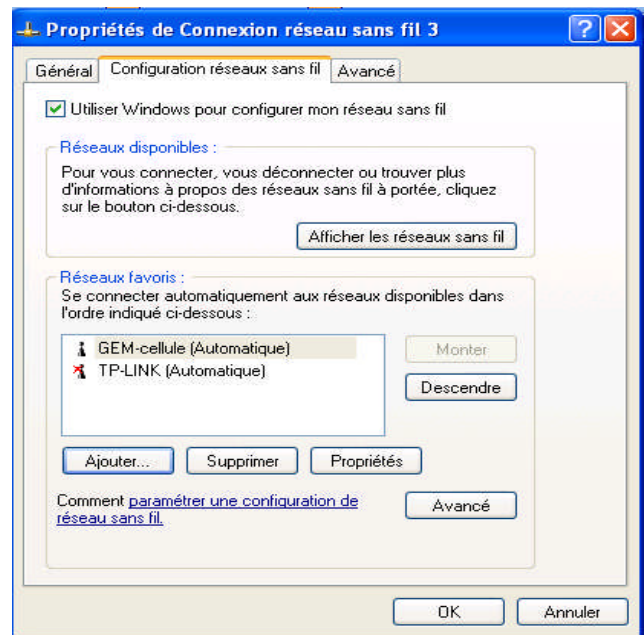 Propriétés de Connexion réseau sans fil 3
Général Configuration réseaux sans fil Avancé
Utiliser Windows pour configurer mon réseau sans fil
Réseaux disponibles :
Pour vous connecter, vous déconnecter ou trouver plus
d'informations à propos des réseaux sans fil à portée, cliquez
sur le bouton ci-dessous.
Afficher les réseaux sans fil
Réseaux favoris :
Se connecter automatiquement aux réseaux disponibles dans
l'ordre indiqué ci-dessous :
GEM-cellule (Automatique)
TP-LINK (Automatique)
Monter
Descendre
Ajouter... Supprimer Propriétés
Comment paramétrer une configuration de
réseau sans fil.
Avancé
OK Annuler